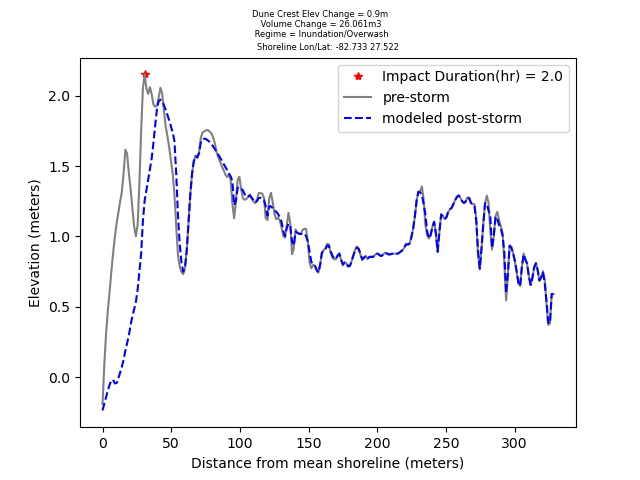 Dune Crest Elev Change = 0.9m
Volume Change = 26.061m3
Regime = Inundation/Overwash
Shoreline Lon/Lat: -82.733 27.522
Impact Duration(hr) = 2.0
pre-storm
modeled post-storm
Elevation (meters)
2.0
1.5
1.0
0.5
0.0
0 50 100 150 200 250 300
Distance from mean shoreline (meters)